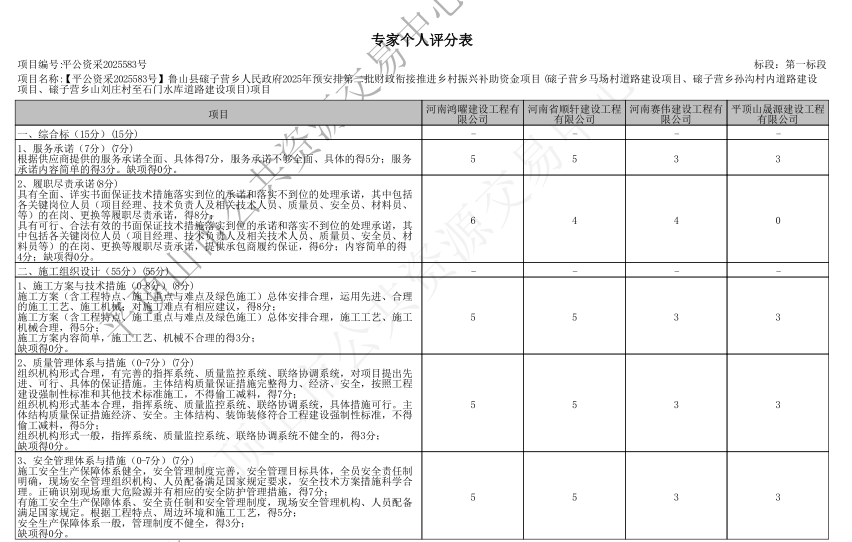 专家个人评分表
项目编号:平公资采2025583号 标段: 第一标段
项目名称:【平公资采2025583号】鲁山县磙子营乡人民政府2025年预安排第二批财政衔接推进乡村振兴补助资金项目(磙子营乡马场村道路建设项目、磙子营乡孙沟村内道路建设
项目、磙子营乡山刘庄村至石门水库道路建设项目)项目
项目 河南鸿曜建设工程有限公司 河南省顺轩建设工程有限公司 河南赛伟建设工程有限公司 平顶山晟源建设工程有限公司
一、综合标（15分）(15分) － － － －
1、服务承诺（7分）(7分)
根据供应商提供的服务承诺全面、具体得7分，服务承诺不够全面、具体的得5分；服务
承诺内容简单的得3分。缺项得0分。
5 5 3 3
2、履职尽责承诺(8分)
具有全面、详实书面保证技术措施落实到位的承诺和落实不到位的处理承诺，其中包括
各关键岗位人员（项目经理、技术负责人及相关技术人员、质量员、安全员、材料员、
等）的在岗、更换等履职尽责承诺，得8分；
具有可行、合法有效的书面保证技术措施落实到位的承诺和落实不到位的处理承诺，其
中包括各关键岗位人员（项目经理、技术负责人及相关技术人员、质量员、安全员、材
料员等）的在岗、更换等履职尽责承诺，提供承包商履约保证，得6分；内容简单的得
4分；缺项得0分。
6 4 4 0
二、施工组织设计（55分）(55分) － － － －
1、施工方案与技术措施（0-8分）(8分)
施工方案（含工程特点、施工重点与难点及绿色施工）总体安排合理，运用先进、合理
的施工工艺、施工机械；对施工难点有相应建议，得8分；
施工方案（含工程特点、施工重点与难点及绿色施工）总体安排合理，施工工艺、施工
机械合理，得5分；
施工方案内容简单，施工工艺、机械不合理的得3分；
缺项得0分。
5 5 3 3
2、质量管理体系与措施（0-7分）(7分)
组织机构形式合理，有完善的指挥系统、质量监控系统、联络协调系统，对项目提出先
进、可行、具体的保证措施。主体结构质量保证措施完整得力、经济、安全，按照工程
建设强制性标准和其他技术标准施工，不得偷工减料，得7分；
组织机构形式基本合理，指挥系统、质量监控系统、联络协调系统，具体措施可行。主
体结构质量保证措施经济、安全。主体结构、装饰装修符合工程建设强制性标准，不得
偷工减料，得5分；
组织机构形式一般，指挥系统、质量监控系统、联络协调系统不健全的，得3分；
缺项得0分。
5 5 3 3
3、安全管理体系与措施（0-7分）(7分)
施工安全生产保障体系健全，安全管理制度完善，安全管理目标具体，全员安全责任制
明确，现场安全管理组织机构、人员配备满足国家规定要求，安全技术方案措施科学合
理。正确识别现场重大危险源并有相应的安全防护管理措施，得7分；
有施工安全生产保障体系、安全责任制和安全管理制度，现场安全管理机构、人员配备
满足国家规定。根据工程特点、周边环境和施工工艺，得5分；
安全生产保障体系一般，管理制度不健全，得3分；
缺项得0分。
5 5 3 3
平顶山市公共资源交易中心
顶山市公共资源交易中心